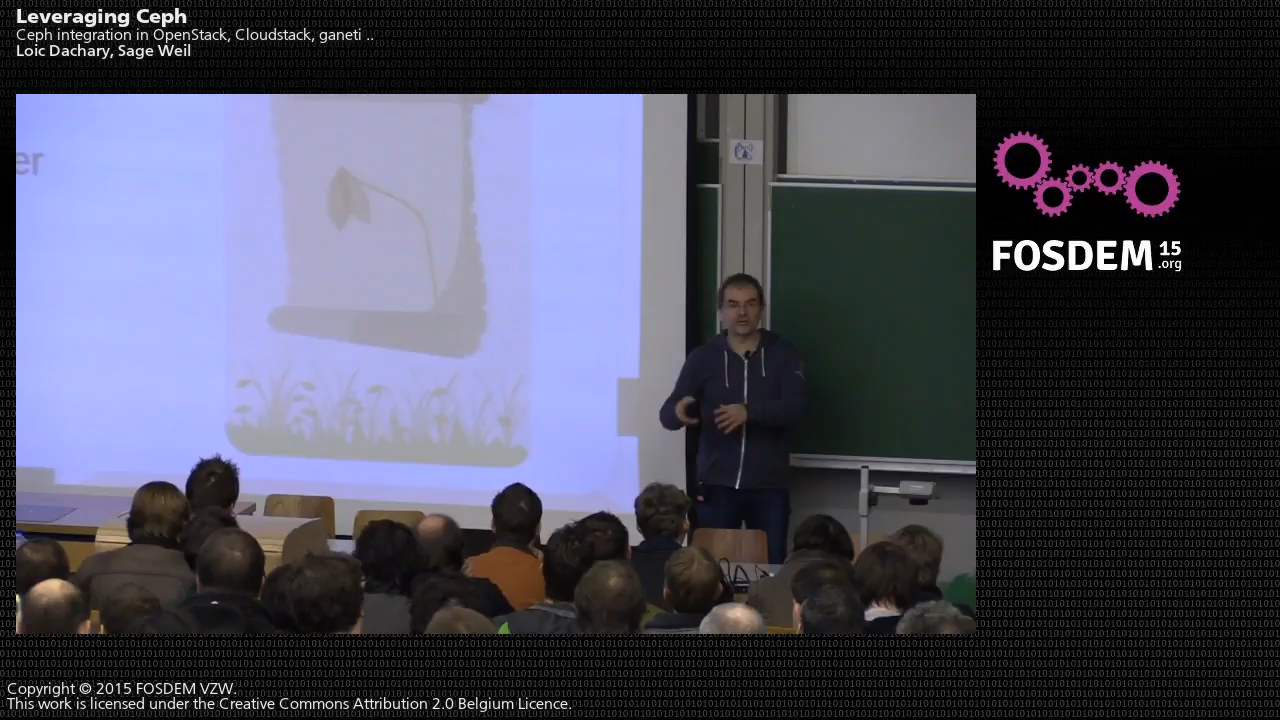 Leveraging Ceph
Ceph integration in OpenStack, Cloudstack, ganeti ..
Loic Dachary, Sage Weil
er
FOSDEM 15
.org
Copyright © 2015 FOSDEM VZW.
This work is licensed under the Creative Commons Attribution 2.0 Belgium Licence.